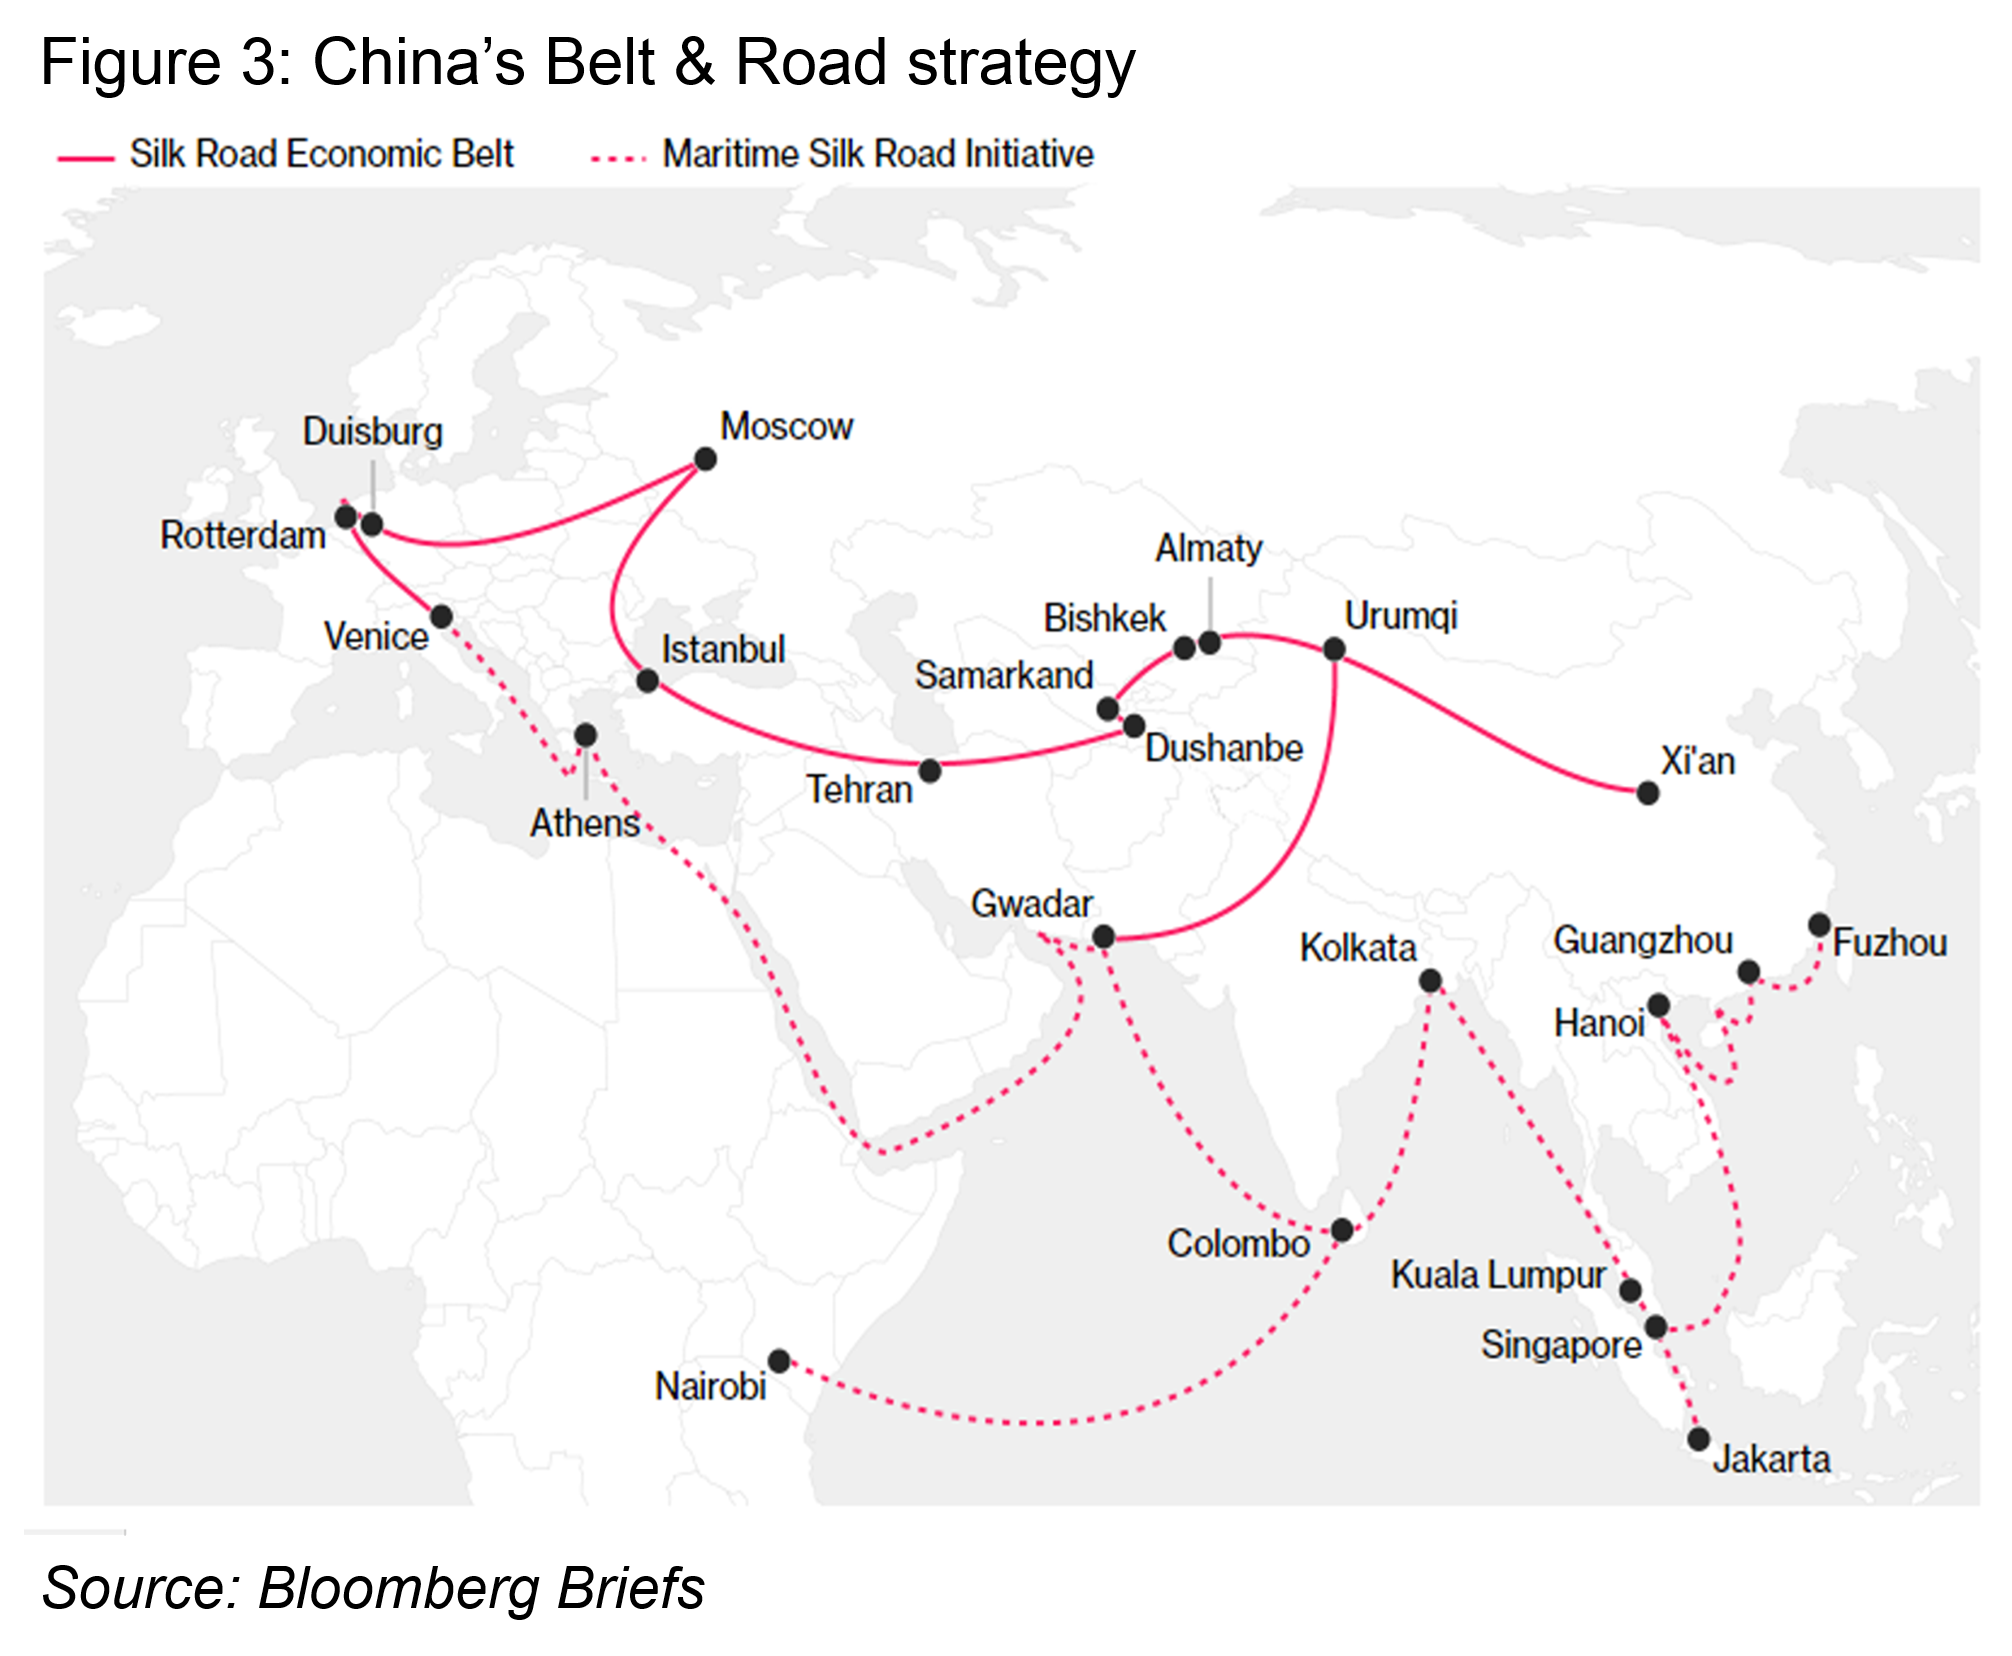 Figure 3: China’s Belt & Road strategy
Silk Road Economic Belt
Maritime Silk Road Initiative
Duisburg
Moscow
Rotterdam
Almaty
Bishkek
Urumqi
Venice
Istanbul
Samarkand
Dushanbe
Xi'an
Tehran
Athens
Gwadar
Kolkata
Guangzhou
Fuzhou
Hanoi
Colombo
Kuala Lumpur
Singapore
Nairobi
Jakarta
Source: Bloomberg Briefs